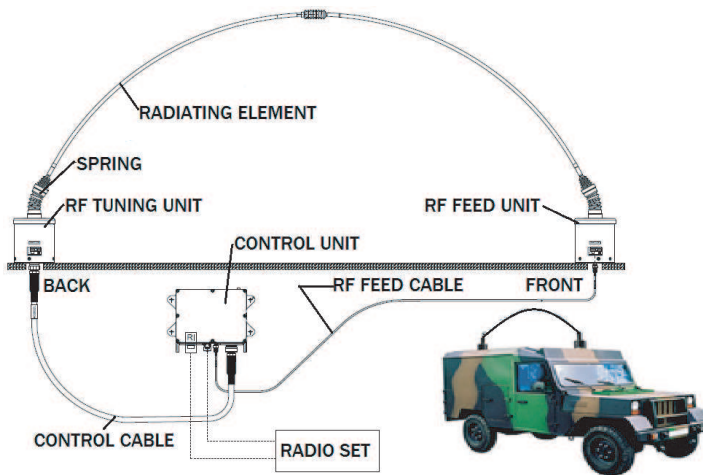 RADIATING ELEMENT
SPRING
RF TUNING UNIT
RF FEED UNIT
CONTROL UNIT
BACK
RF FEED CABLE
FRONT
CONTROL CABLE
RADIO SET